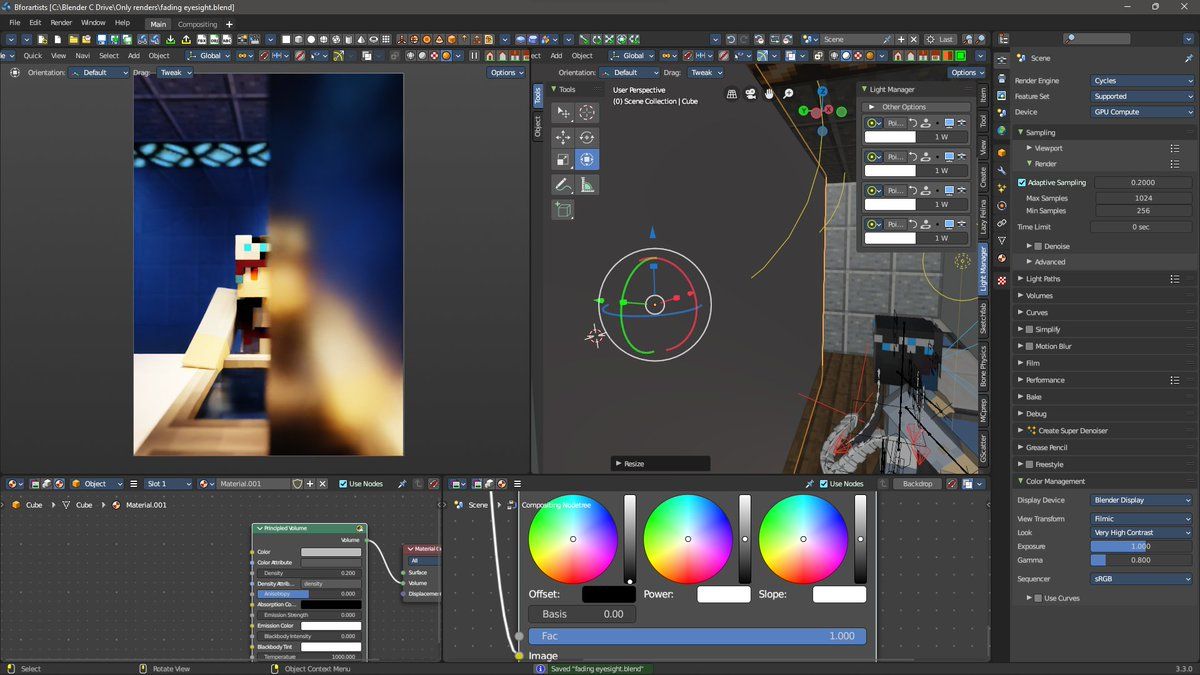 Bforartists [C:\Blender C Drive\Only renders\fading eyesight.blend]
File Edit Render Window Help Main Compositing +
Scene Last
Global
Quick View Navi Select Add Object Global
ect Add Object Global
Orientation: Default Drag: Tweak Options
Orientation: Default Drag: Tweak Options
Tools
Object
Tools
User Perspective
(0) Scene Collection | Cube
Z
Y
X
Light Manager
Other Options
Poi...
1 W
Poi...
1 W
Poi...
1 W
Poi...
1 W
Item
Tool
View
Create
Lazy Felina
Light Manager
Sketchfab
Bone Physics
MCprep
GScatter
Resize
Scene
Render Engine Cycles
Feature Set Supported
Device GPU Compute
Sampling
Viewport
Render
Adaptive Sampling 0.2000
Max Samples 1024
Min Samples 256
Time Limit 0 sec
Denoise
Advanced
Light Paths
Volumes
Curves
Simplify
Motion Blur
Film
Performance
Bake
Debug
Create Super Denoiser
Grease Pencil
Freestyle
Color Management
Display Device Blender Display
View Transform Filmic
Look Very High Contrast
Exposure 1.000
Gamma 0.800
Sequencer sRGB
Use Curves
Object Slot 1 Material.001 Use Nodes
Cube Cube Material.001
Principled Volume
Volume
Color
Color Attribute
Density 0.200
Density Attrib... density
Anisotropy 0.000
Absorption Co...
Emission Strength 0.000
Emission Color
Blackbody Intensity 0.000
Blackbody Tint
Temperature 1000.000
All
Surface
Volume
Displacemen
Use Nodes Backdrop
Scene Compositing Nodetree
Offset: Power: Slope:
Basis 0.00
Fac 1.000
Image
Select Rotate View Object Context Menu Saved "fading eyesight.blend" 3.3.0